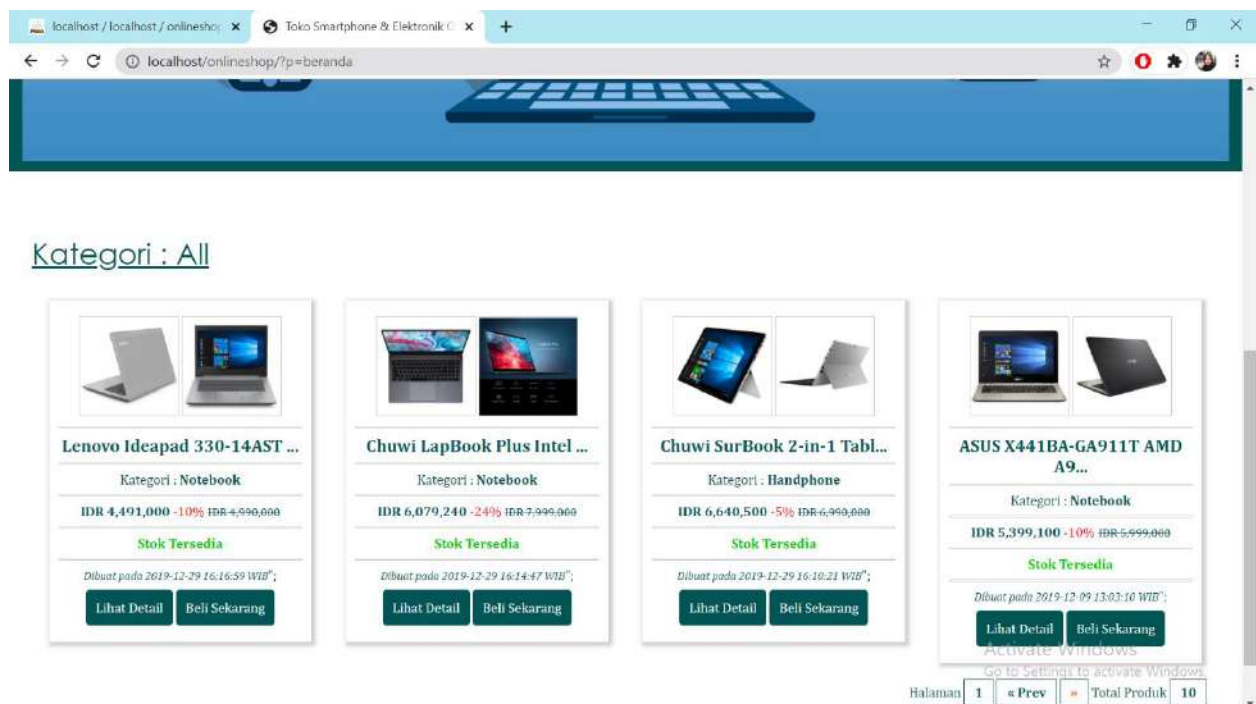 localhost / localhost / onlineshop
Toko Smartphone & Elektronik O
localhost/onlineshop/?p=beranda
Kategori : All
Lenovo Ideapad 330-14AST ...
Kategori : Notebook
IDR 4,491,000 -10% IDR 4,990,000
Stok Tersedia
Dibuat pada 2019-12-29 16:16:59 WIB";
Lihat Detail
Beli Sekarang
Chuwi LapBook Plus Intel ...
Kategori : Notebook
IDR 6,079,240 -24% IDR 7,999,000
Stok Tersedia
Dibuat pada 2019-12-29 16:14:47 WIB";
Lihat Detail
Beli Sekarang
Chuwi SurBook 2-in-1 Tabl...
Kategori : Handphone
IDR 6,640,500 -5% IDR 6,990,000
Stok Tersedia
Dibuat pada 2019-12-29 16:10:21 WIB";
Lihat Detail
Beli Sekarang
ASUS X441BA-GA911T AMD
A9...
Kategori : Notebook
IDR 5,399,100 -10% IDR 5,999,000
Stok Tersedia
Dibuat pada 2019-12-09 13:03:10 WIB";
Lihat Detail
Beli Sekarang
Activate Windows
Go to Settings to activate Windows.
Halaman 1 « Prev » Total Produk 10